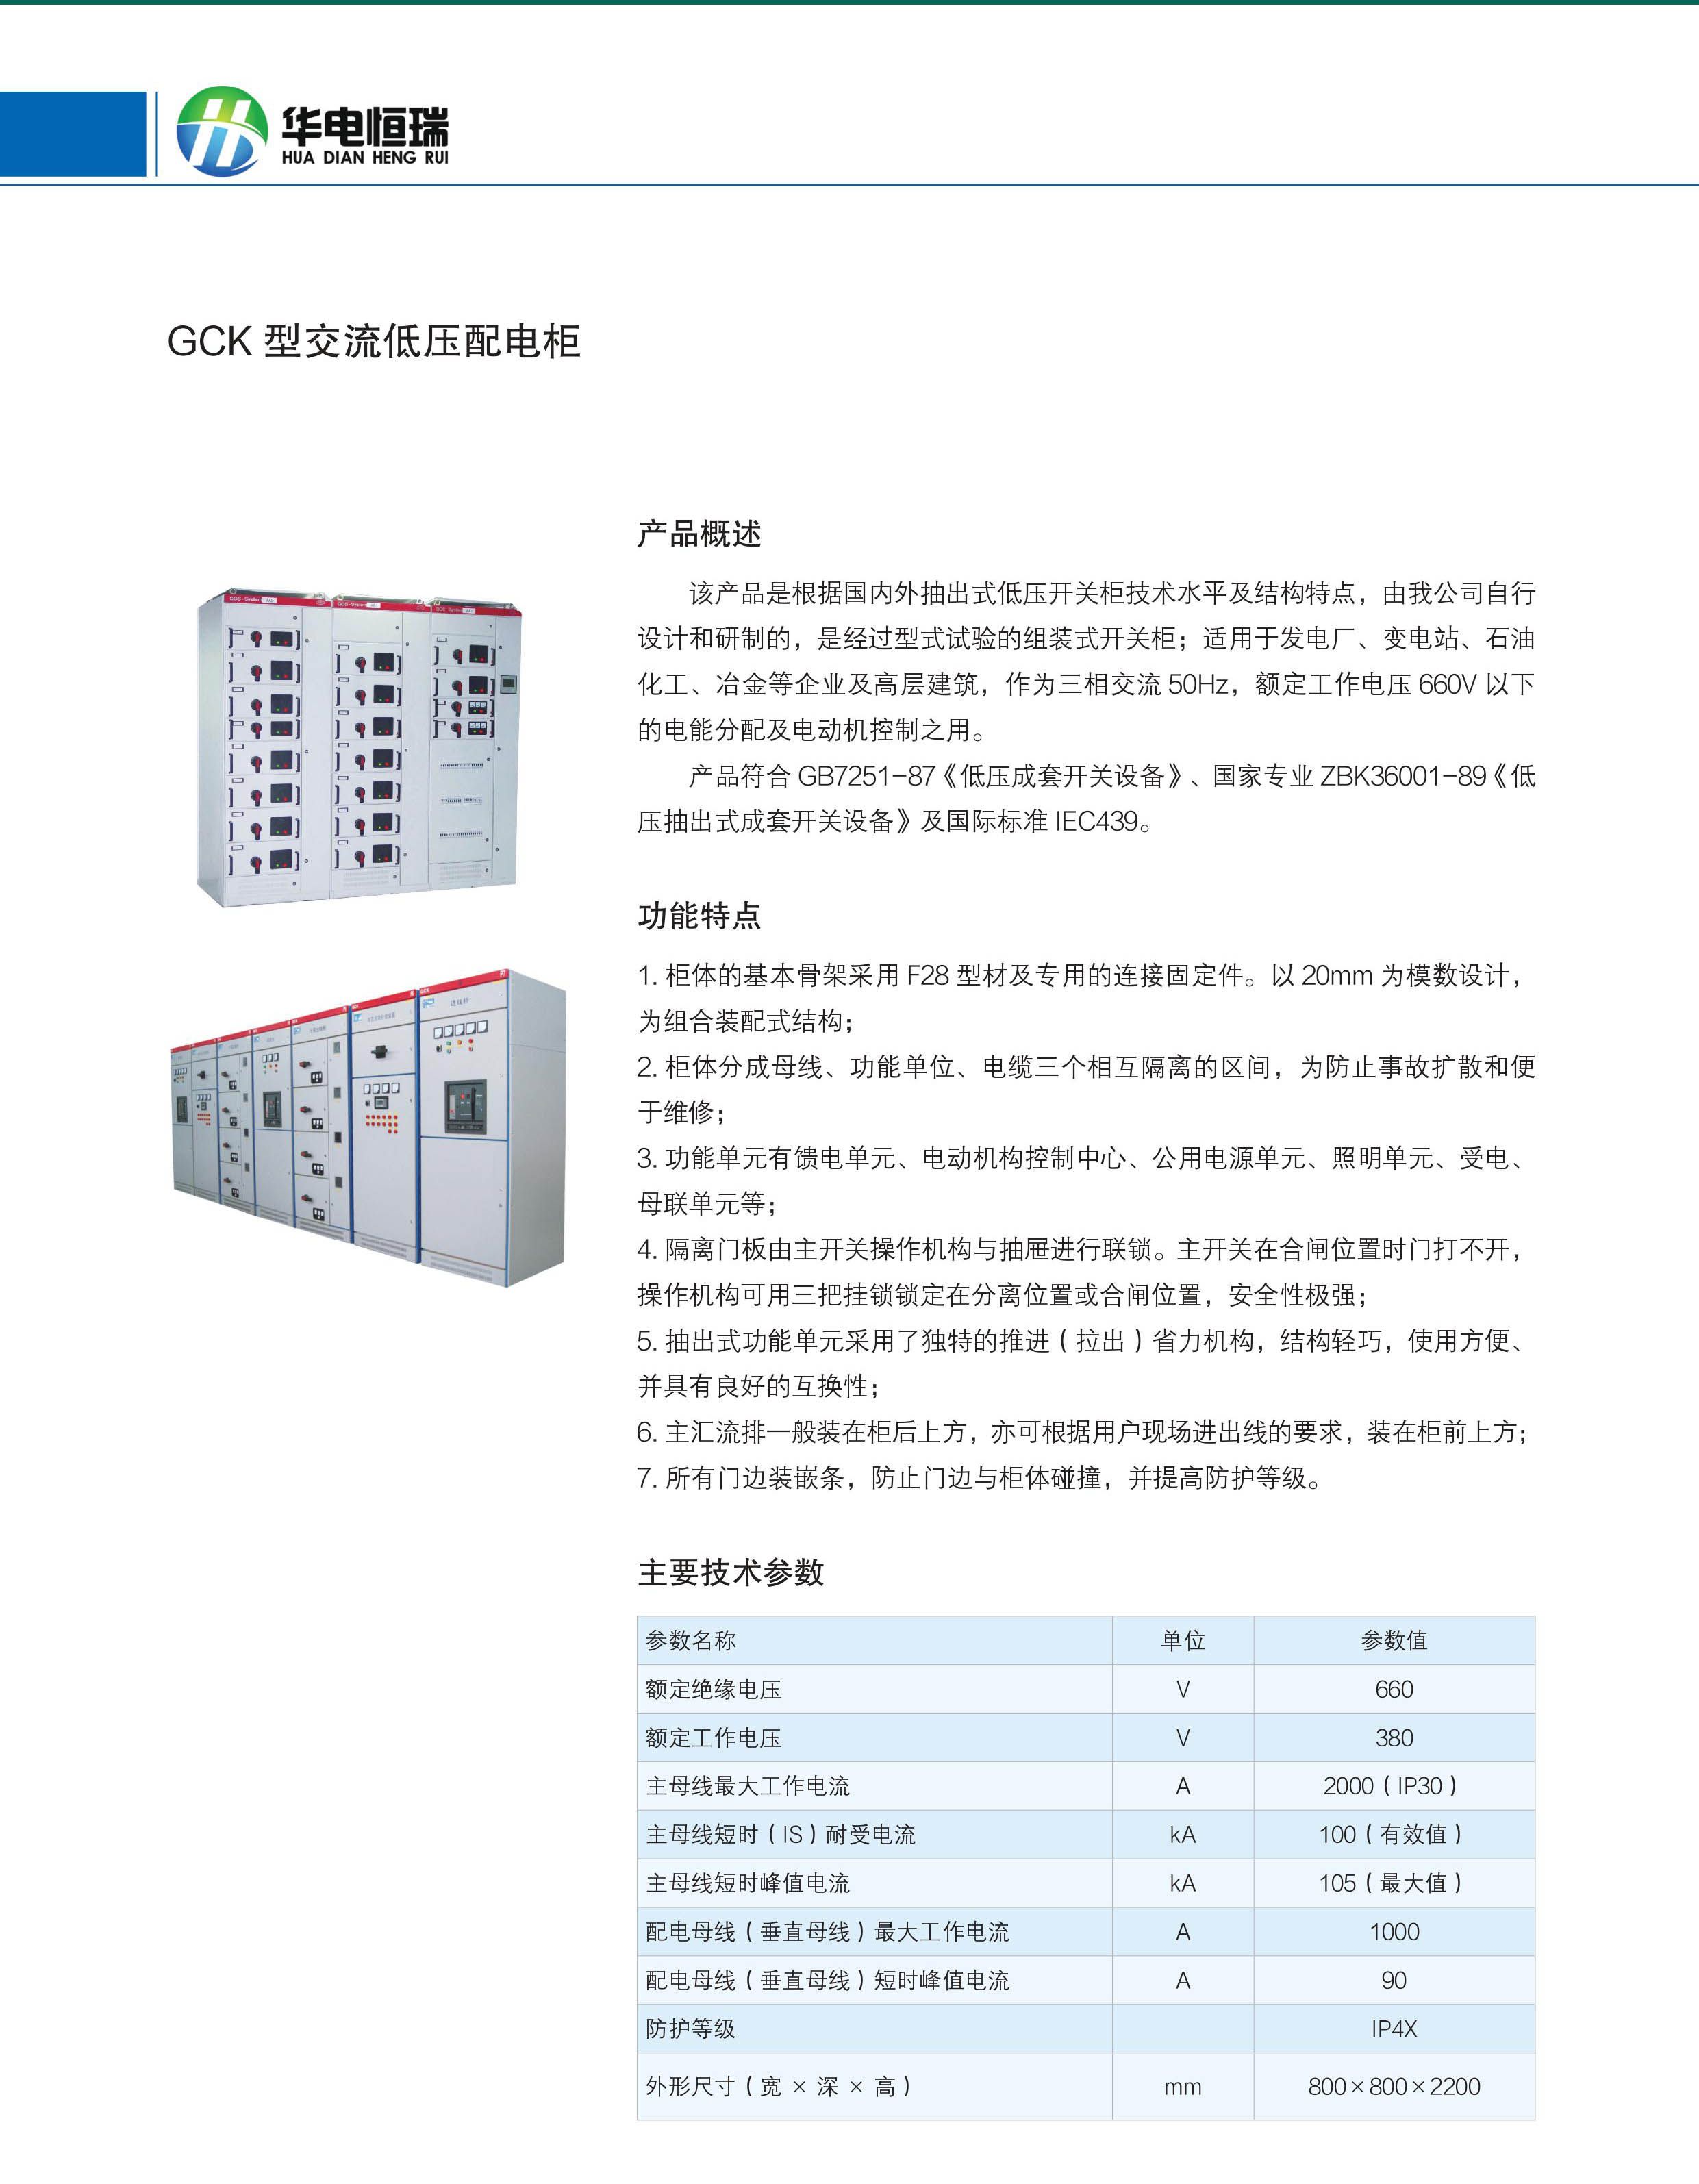 华电恒瑞
HUA DIAN HENG RUI
GCK 型交流低压配电柜
产品概述
该产品是根据国内外抽出式低压开关柜技术水平及结构特点，由我公司自行
设计和研制的，是经过型式试验的组装式开关柜；适用于发电厂、变电站、石油
化工、冶金等企业及高层建筑，作为三相交流 50Hz，额定工作电压 660V 以下
的电能分配及电动机控制之用。
产品符合 GB7251-87《低压成套开关设备》、国家专业 ZBK36001-89《低
压抽出式成套开关设备》及国际标准 IEC439。
功能特点
1. 柜体的基本骨架采用 F28 型材及专用的连接固定件。以 20mm 为模数设计，
为组合装配式结构；
2. 柜体分成母线、功能单位、电缆三个相互隔离的区间，为防止事故扩散和便
于维修；
3. 功能单元有馈电单元、电动机构控制中心、公用电源单元、照明单元、受电、
母联单元等；
4. 隔离门板由主开关操作机构与抽屉进行联锁。主开关在合闸位置时门打不开，
操作机构可用三把挂锁锁定在分离位置或合闸位置，安全性极强；
5. 抽出式功能单元采用了独特的推进（拉出）省力机构，结构轻巧，使用方便、
并具有良好的互换性；
6. 主汇流排一般装在柜后上方，亦可根据用户现场进出线的要求，装在柜前上方；
7. 所有门边装嵌条，防止门边与柜体碰撞，并提高防护等级。
主要技术参数
参数名称 单位 参数值
额定绝缘电压 V 660
额定工作电压 V 380
主母线最大工作电流 A 2000（IP30）
主母线短时（IS）耐受电流 kA 100（有效值）
主母线短时峰值电流 kA 105（最大值）
配电母线（垂直母线）最大工作电流 A 1000
配电母线（垂直母线）短时峰值电流 A 90
防护等级 IP4X
外形尺寸（宽 × 深 × 高） mm 800×800×2200